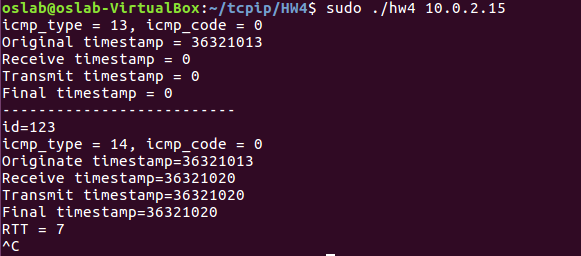 oslab@oslab-VirtualBox:~/tcpip/HW4$ sudo ./hw4 10.0.2.15
icmp_type = 13, icmp_code = 0
Original timestamp = 36321013
Receive timestamp = 0
Transmit timestamp = 0
Final timestamp = 0
--------------------------
id=123
icmp_type = 14, icmp_code = 0
Originate timestamp=36321013
Receive timestamp=36321020
Transmit timestamp=36321020
Final timestamp=36321020
RTT = 7
^C